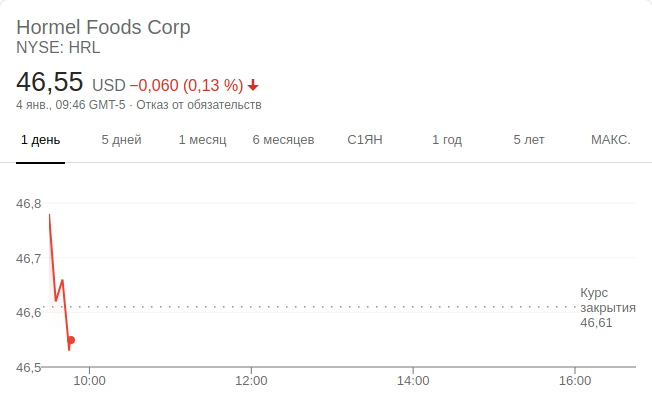 Hormel Foods Corp
NYSE: HRL
46,55 USD −0,060 (0,13 %)
4 янв., 09:46 GMT-5 · Отказ от обязательств
1 день 5 дней 1 месяц 6 месяцев С1ЯН 1 год 5 лет МАКС.
46,8
46,7
46,6
46,5
Курс
закрытия
46,61
10:00 12:00 14:00 16:00